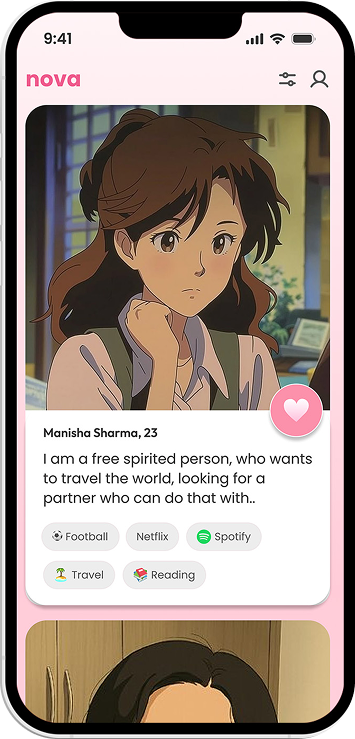 9:41
nova
Manisha Sharma, 23
I am a free spirited person, who wants
to travel the world, looking for a
partner who can do that with..
Football
Netflix
Spotify
Travel
Reading